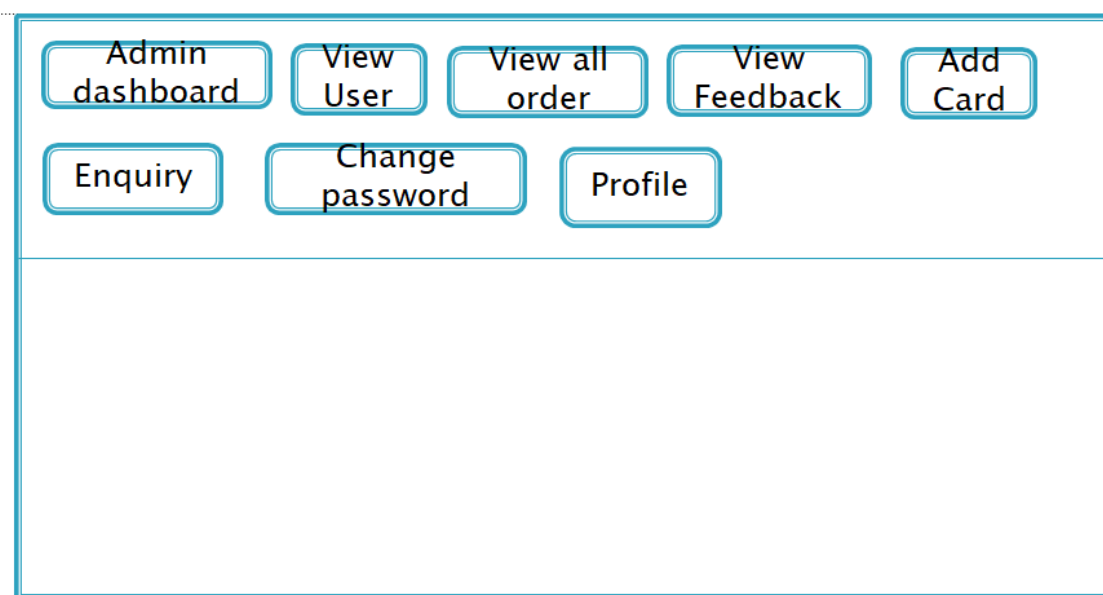 Admin
dashboard
View
User
View all
order
View
Feedback
Add
Card
Enquiry
Change
password
Profile